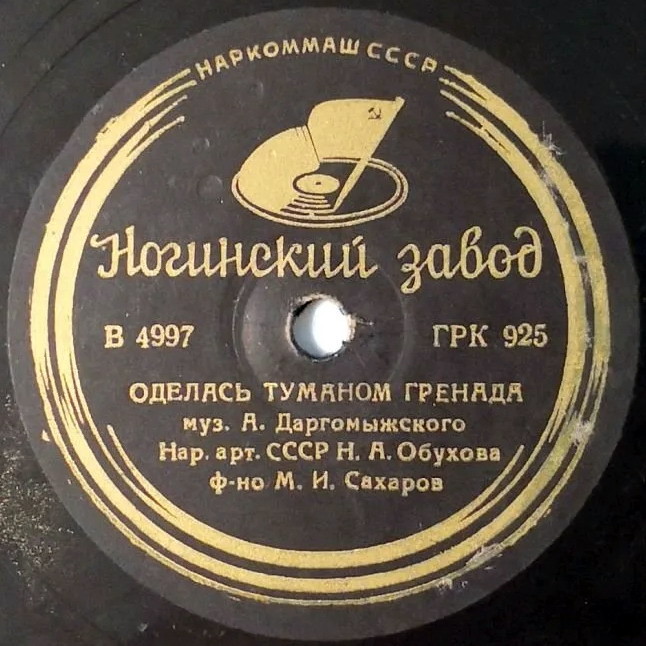 НАРКОММАШ СССР
Ногинский завод
В 4997 ГРК 925
ОДЕЛАСЬ ТУМАНОМ ГРЕНАДА
муз. А. Даргомыжского
Нар. арт. СССР Н. А. Обухова
ф-но М. И. Сахаров